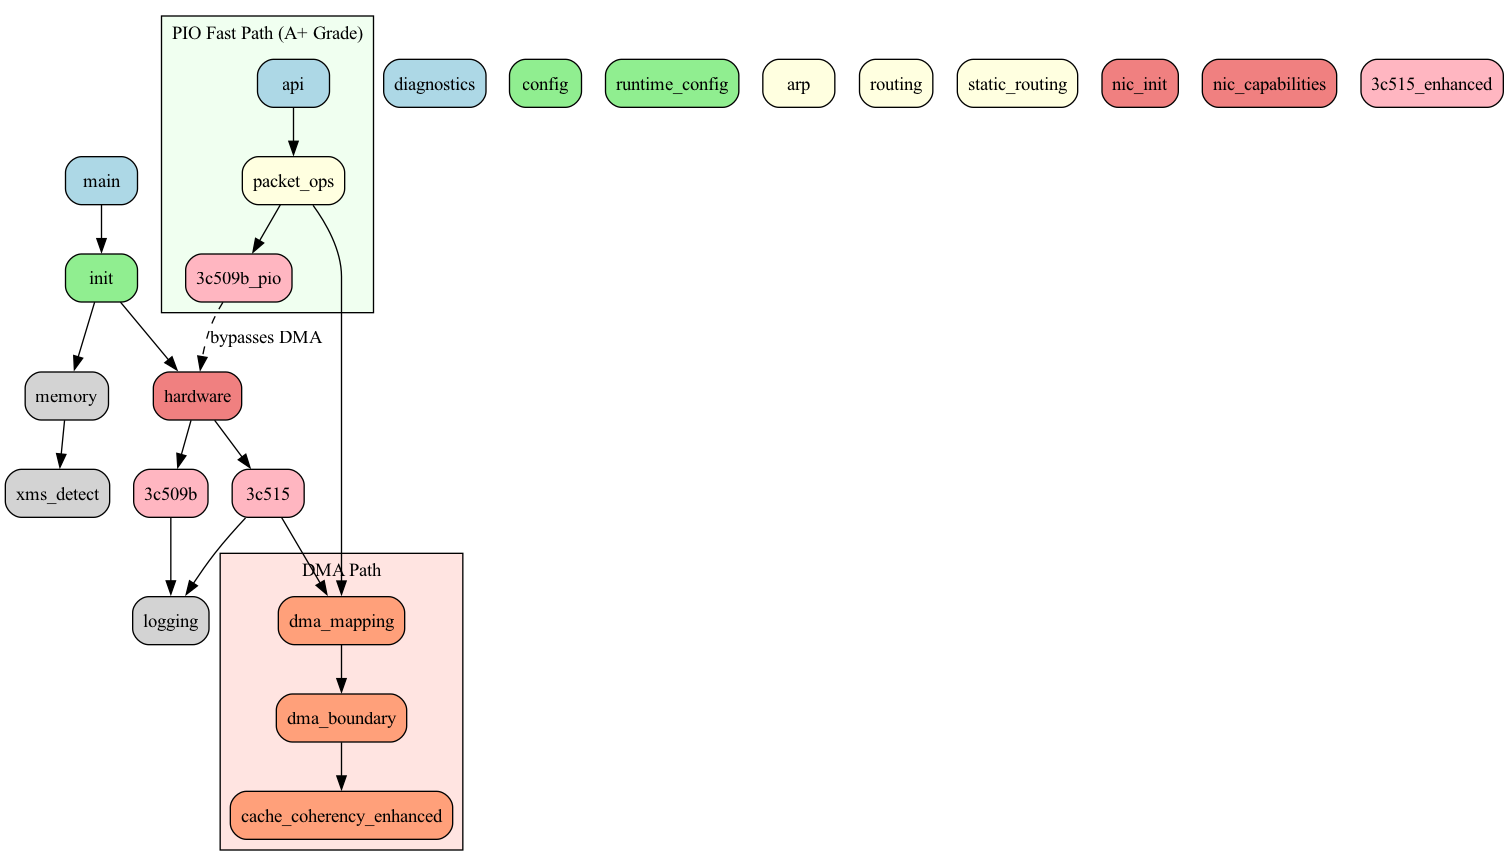 PIO Fast Path (A+ Grade)
api
diagnostics
config
runtime_config
arp
routing
static_routing
nic_init
nic_capabilities
3c515_enhanced
main
packet_ops
init
3c509b_pio
bypasses DMA
memory
hardware
xms_detect
3c509b
3c515
DMA Path
logging
dma_mapping
dma_boundary
cache_coherency_enhanced